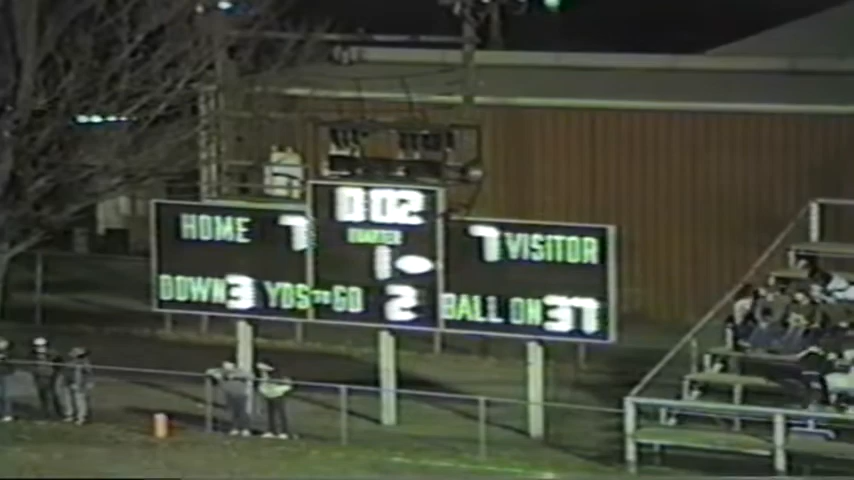 0 02
HOME 7 QUARTER 7 VISITOR
1
DOWN 3 YDS TO GO 2 BALL ON 37